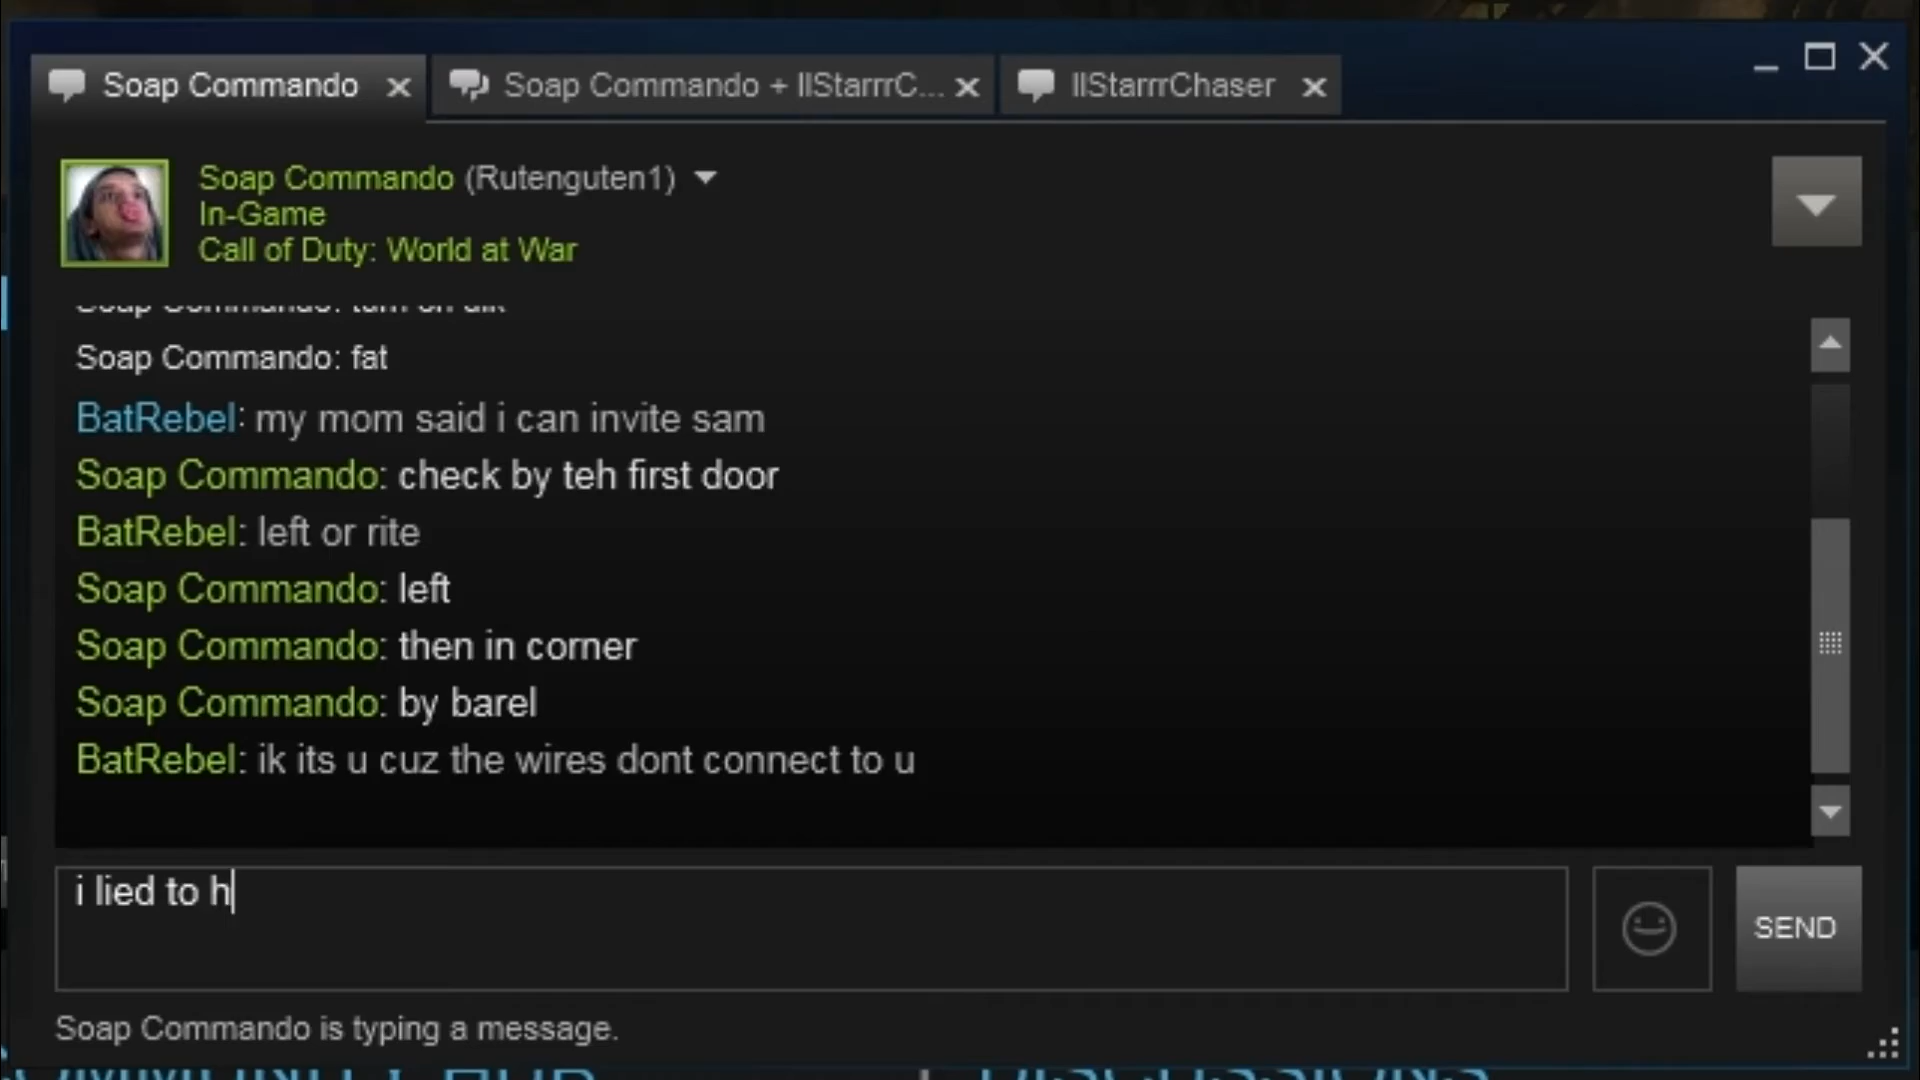 Soap Commando
Soap Commando + IIStarrrC...
IIStarrrChaser
Soap Commando (Rutenguten1)
In-Game
Call of Duty: World at War
Soap Commando: fat
BatRebel: my mom said i can invite sam
Soap Commando: check by teh first door
BatRebel: left or rite
Soap Commando: left
Soap Commando: then in corner
Soap Commando: by barel
BatRebel: ik its u cuz the wires dont connect to u
i lied to h
SEND
Soap Commando is typing a message.